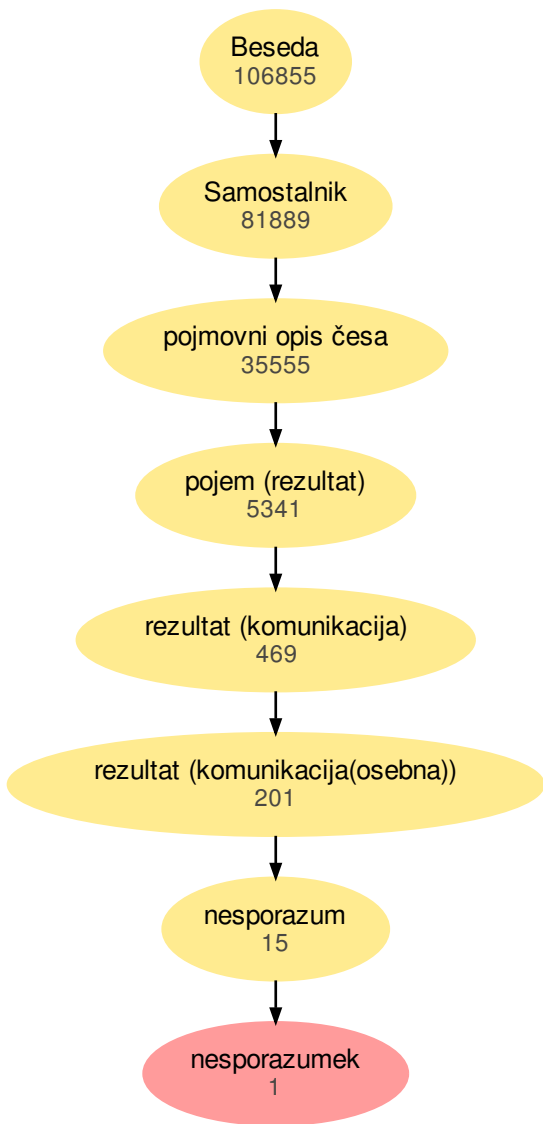 Beseda
106855
Samostalnik
81889
pojmovni opis česa
35555
pojem (rezultat)
5341
rezultat (komunikacija)
469
rezultat (komunikacija(osebna))
201
nesporazum
15
nesporazumek
1